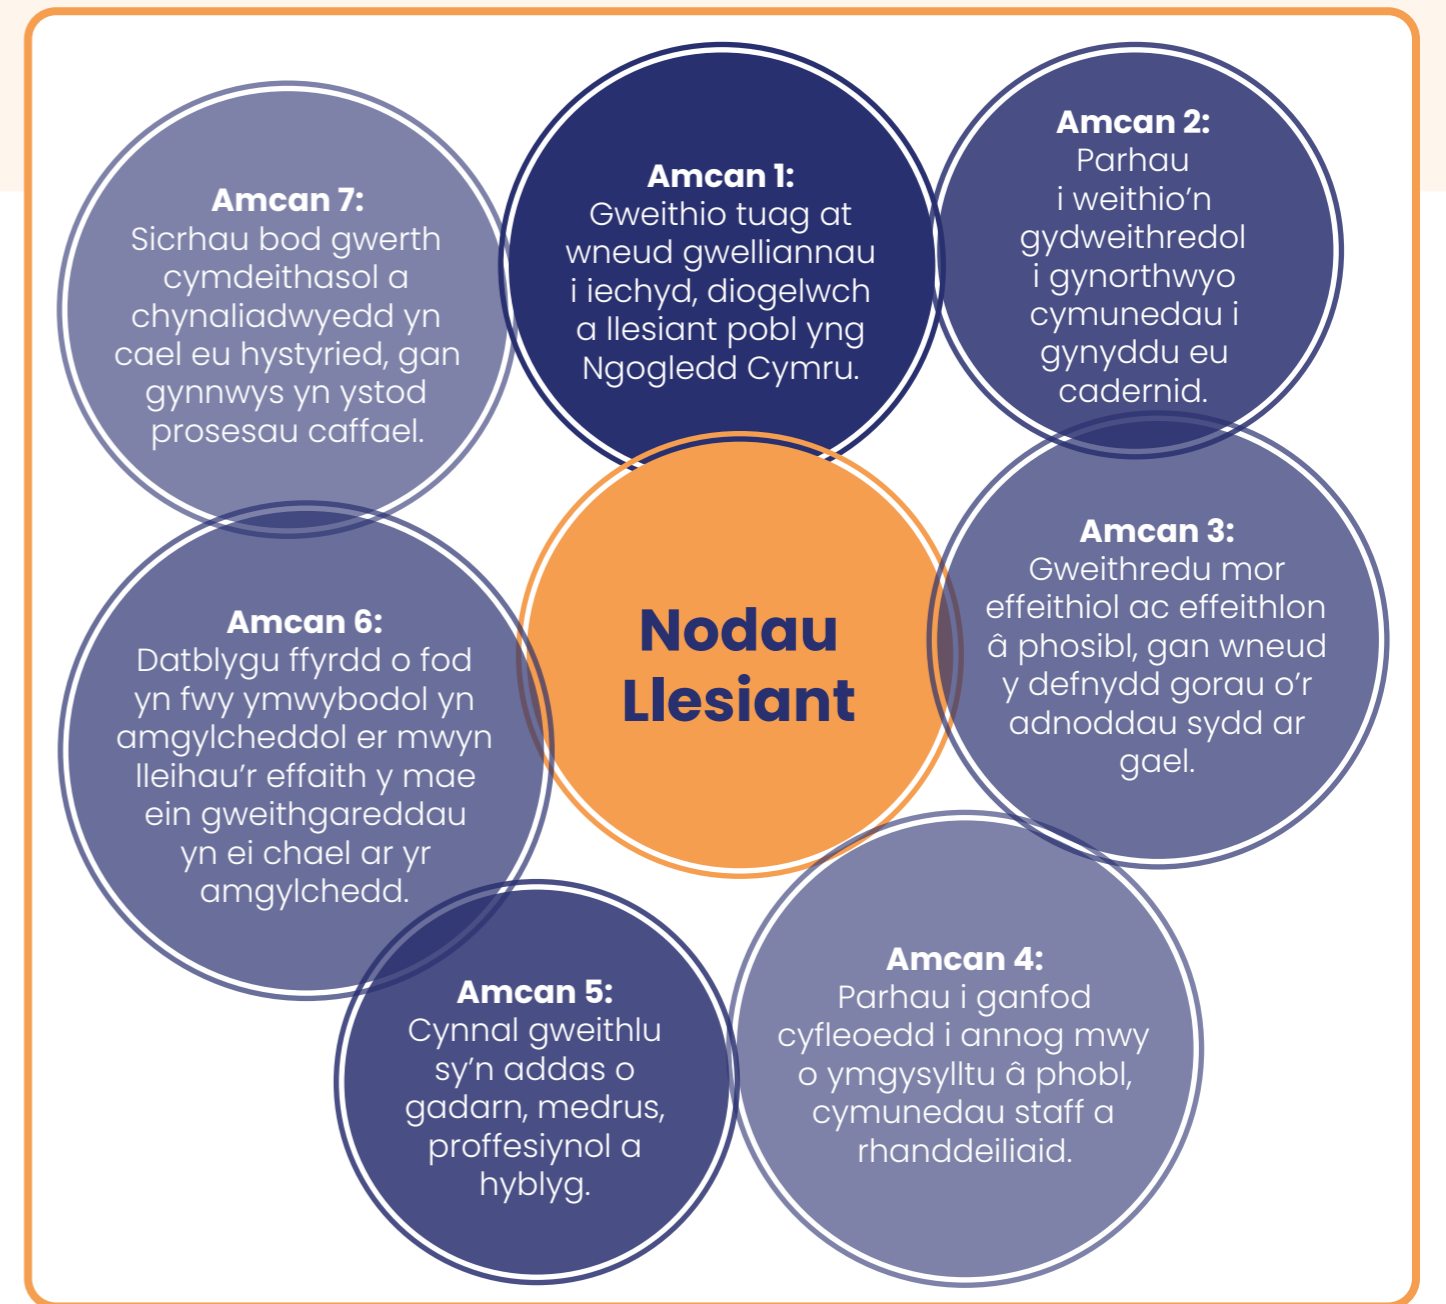 Amcan 1:
Gweithio tuag at
wneud gwelliannau
i iechyd, diogelwch
a llesiant pobl yng
Ngogledd Cymru.
Amcan 2:
Parhau
i weithio’n
gydweithredol
i gynorthwyo
cymunedau i
gynyddu eu
cadernid.
Amcan 3:
Gweithredu mor
effeithiol ac effeithlon
â phosibl, gan wneud
y defnydd gorau o’r
adnoddau sydd ar
gael.
Amcan 4:
Parhau i ganfod
cyfleoedd i annog mwy
o ymgysylltu â phobl,
cymunedau staff a
rhanddeiliaid.
Amcan 5:
Cynnal gweithlu
sy’n addas o
gadarn, medrus,
proffesiynol a
hyblyg.
Amcan 6:
Datblygu ffyrdd o fod
yn fwy ymwybodol yn
amgylcheddol er mwyn
lleihau’r effaith y mae
ein gweithgareddau
yn ei chael ar yr
amgylchedd.
Amcan 7:
Sicrhau bod gwerth
cymdeithasol a
chynaliadwyedd yn
cael eu hystyried, gan
gynnwys yn ystod
prosesau caffael.
Nodau
Llesiant